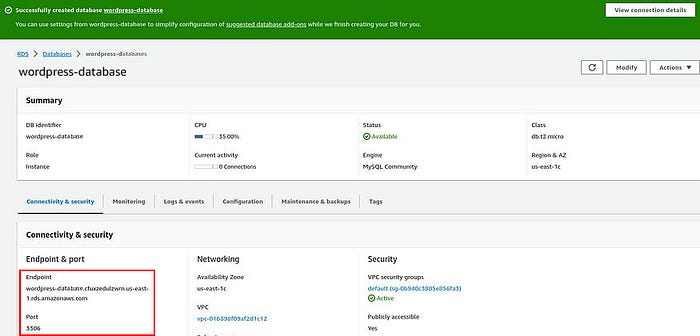 Successfully created database wordpress-database
View connection details
You can use settings from wordpress-database to simplify configuration of suggested database add-ons while we finish creating your DB for you.
RDS > Databases > wordpress-databases
wordpress-database
Modify
Actions
Summary
DB identifier
wordpress-database
CPU
35.00%
Status
Available
Class
db.t2.micro
Role
Instance
Current activity
0 Connections
Engine
MySQL Community
Region & AZ
us-east-1c
Connectivity & security
Monitoring
Logs & events
Configuration
Maintenance & backups
Tags
Connectivity & security
Endpoint & port
Endpoint
wordpress-database.cfuxzedulzwm.us-east-
1.rds.amazonaws.com
Port
3306
Networking
Availability Zone
us-east-1c
VPC
vpc-016898f09af2d1c12
Security
VPC security groups
default (sg-0b940c3805e856fa3)
Active
Publicly accessible
Yes